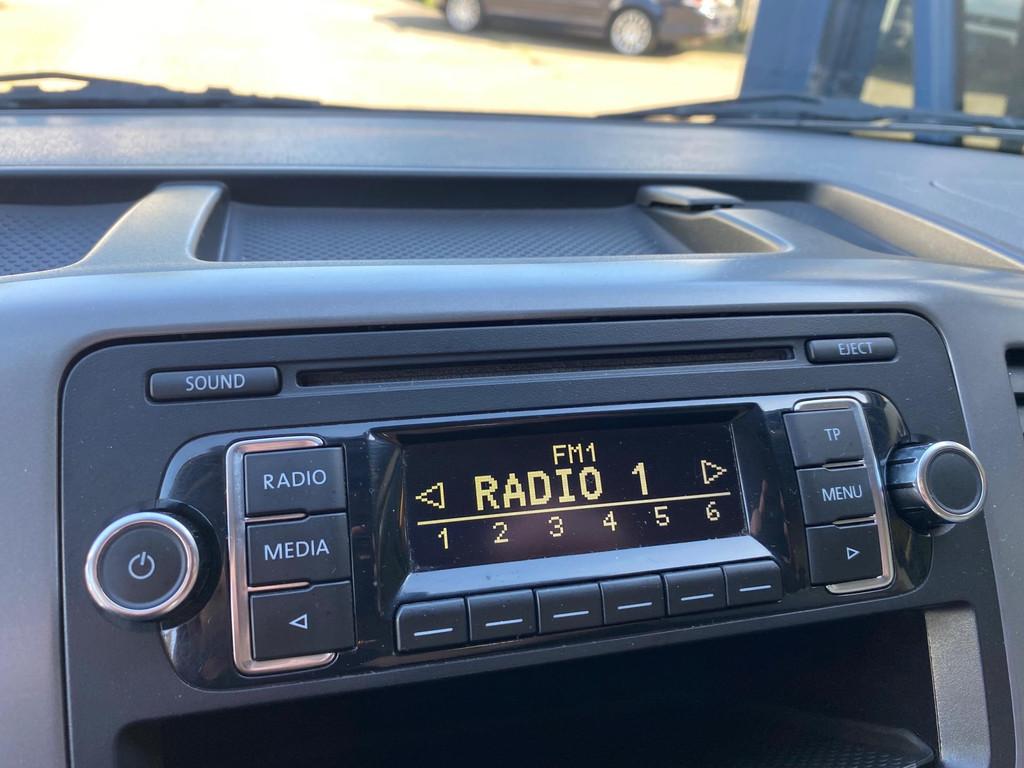 SOUND
EJECT
RADIO
MEDIA
FM1
RADIO 1
1 2 3 4 5 6
TP
MENU